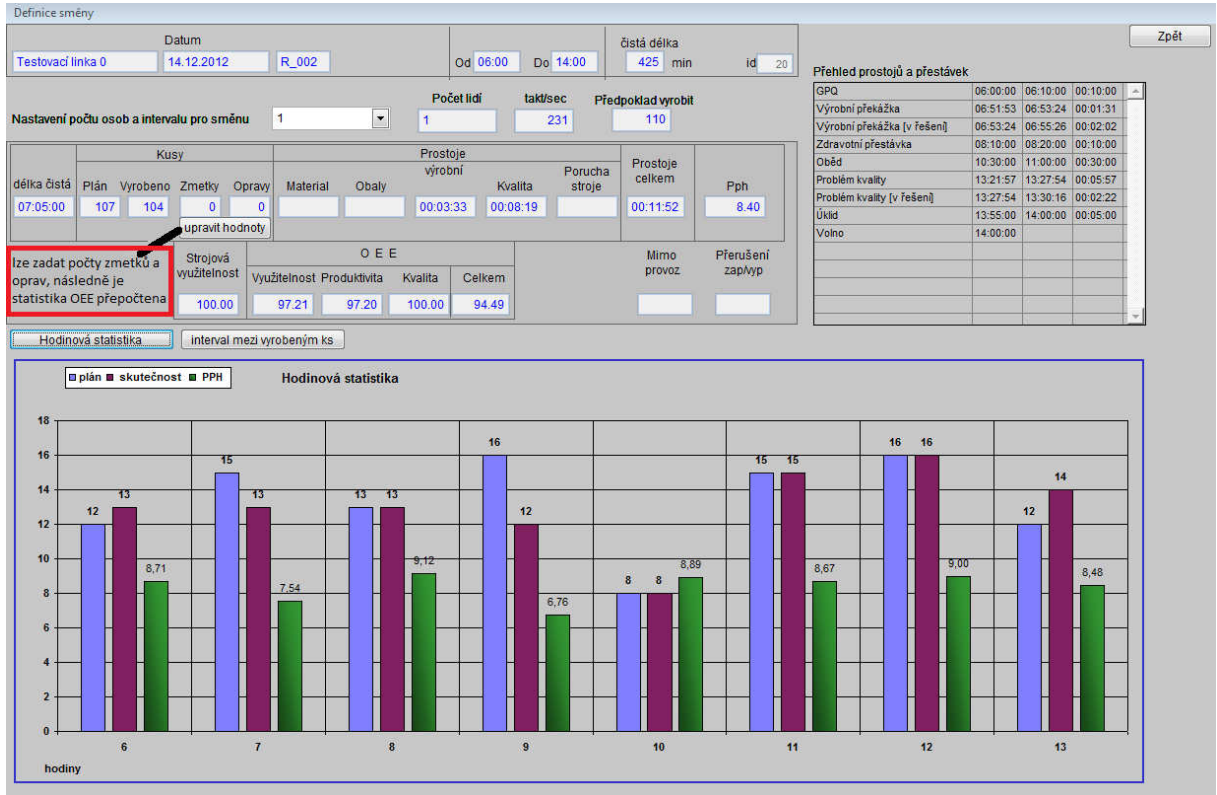 Definice směny
Zpět
Datum
čistá délka
Testovací linka 0 14.12.2012 R_002 Od 06:00 Do 14:00 425 min id 20
Počet lidí takt/sec Předpoklad vyrobit
Nastavení počtu osob a intervalu pro směnu 1 1 231 110
Přehled prostojů a přestávek
GPQ 06:00:00 06:10:00 00:10:00
Výrobní překážka 06:51:53 06:53:24 00:01:31
Výrobní překážka [v řešení] 06:53:24 06:55:26 00:02:02
Zdravotní přestávka 08:10:00 08:20:00 00:10:00
Oběd 10:30:00 11:00:00 00:30:00
Problém kvality 13:21:57 13:27:54 00:05:57
Problém kvality [v řešení] 13:27:54 13:30:16 00:02:22
Úklid 13:55:00 14:00:00 00:05:00
Volno 14:00:00
Kusy Prostoje
výrobní Porucha Prostoje
délka čistá Plán Vyrobeno Zmetky Opravy Material Obaly Kvalita stroje celkem Pph
07:05:00 107 104 0 0 00:03:33 00:08:19 00:11:52 8.40
upravit hodnoty
lze zadat počty zmetků a
oprav, následně je
statistika OEE přepočtena
Strojová
využitelnost
100.00
O E E
Využitelnost Produktivita Kvalita Celkem
97.21 97.20 100.00 94.49
Mimo
provoz
Přerušení
zap/vyp
Hodinová statistika interval mezi vyrobeným ks
plán skutečnost PPH Hodinová statistika
18
16
14
12
10
8
6
4
2
0
12 13 8,71
15 13 7,54
13 13 9,12
16 12 6,76
8 8 8,89
15 15 8,67
16 16 9,00
12 14 8,48
6 7 8 9 10 11 12 13
hodiny